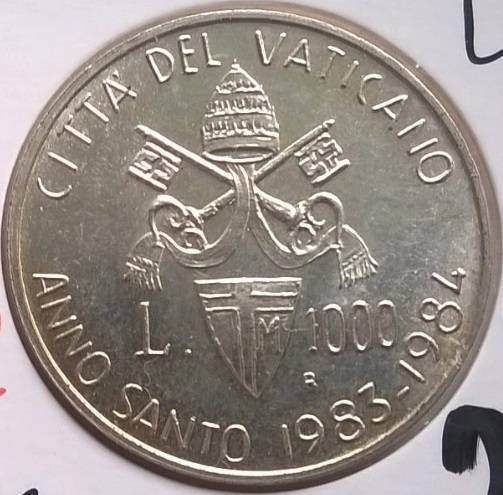 CITTA' DEL VATICANO
L. M 1000
R
ANNO SANTO 1983-1984